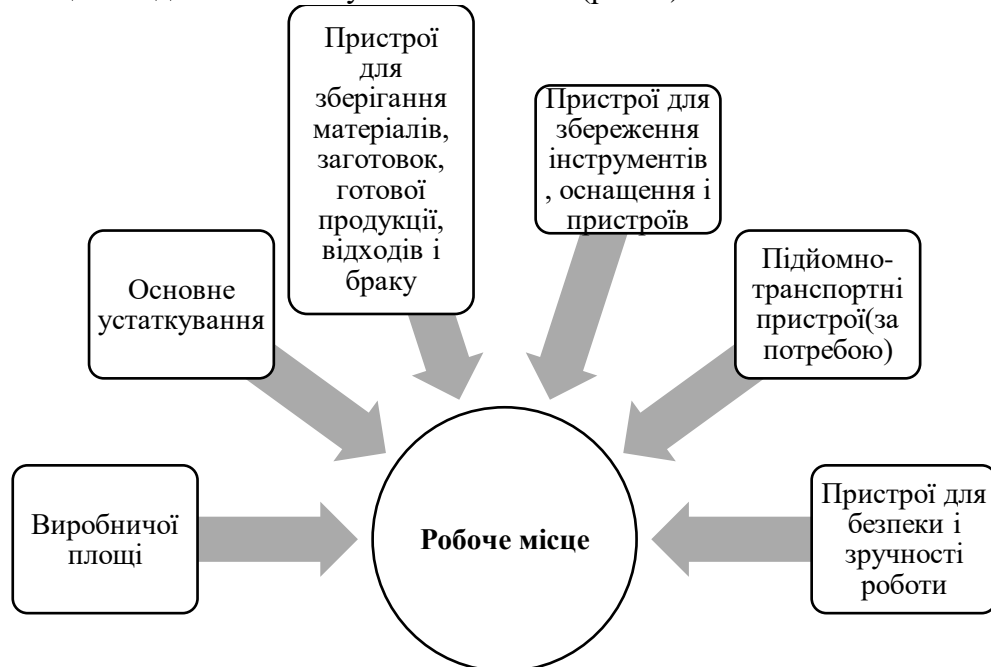 Пристрої
для
зберігання
матеріалів,
заготовок,
готової
продукції,
відходів і
браку
Пристрої для
збереження
інструментів
, оснащення і
пристроїв
Основне
устаткування
Підйомно-
транспортні
пристрої(за
потребою)
Виробничої
площі
Робоче місце
Пристрої для
безпеки і
зручності
роботи